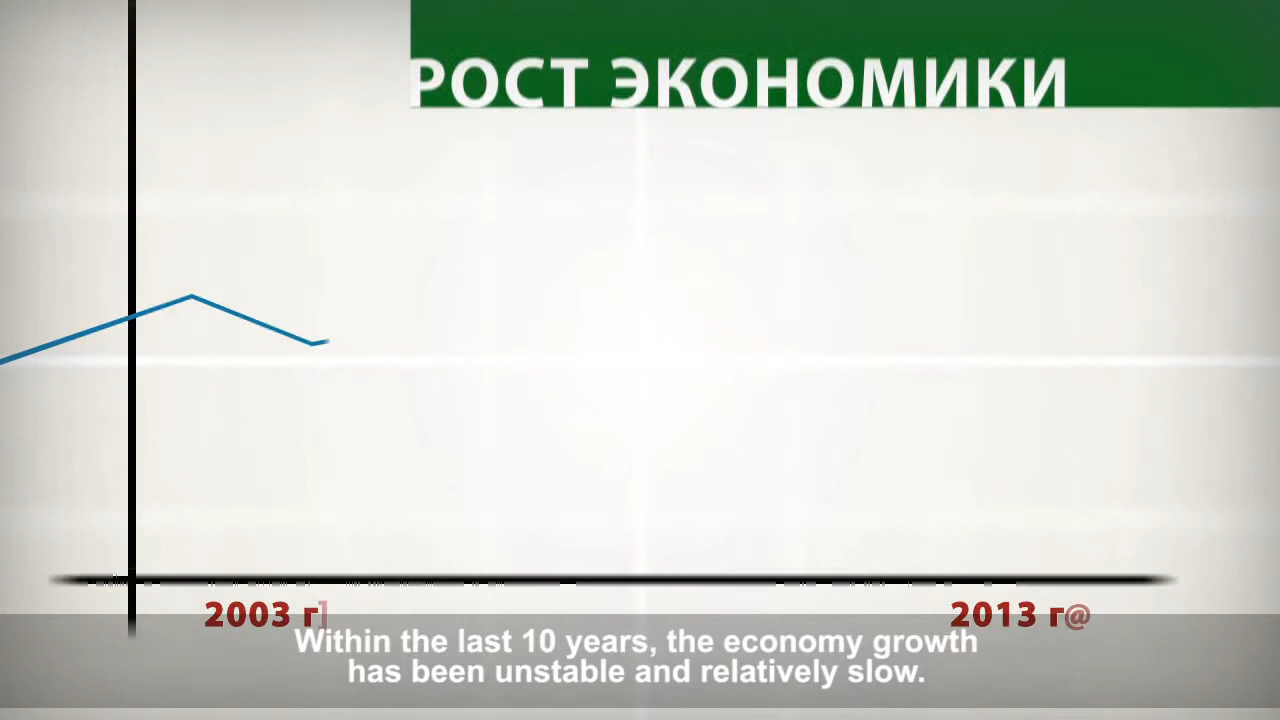 РОСТ ЭКОНОМИКИ
2003 г]
2013 г@
Within the last 10 years, the economy growth
has been unstable and relatively slow.